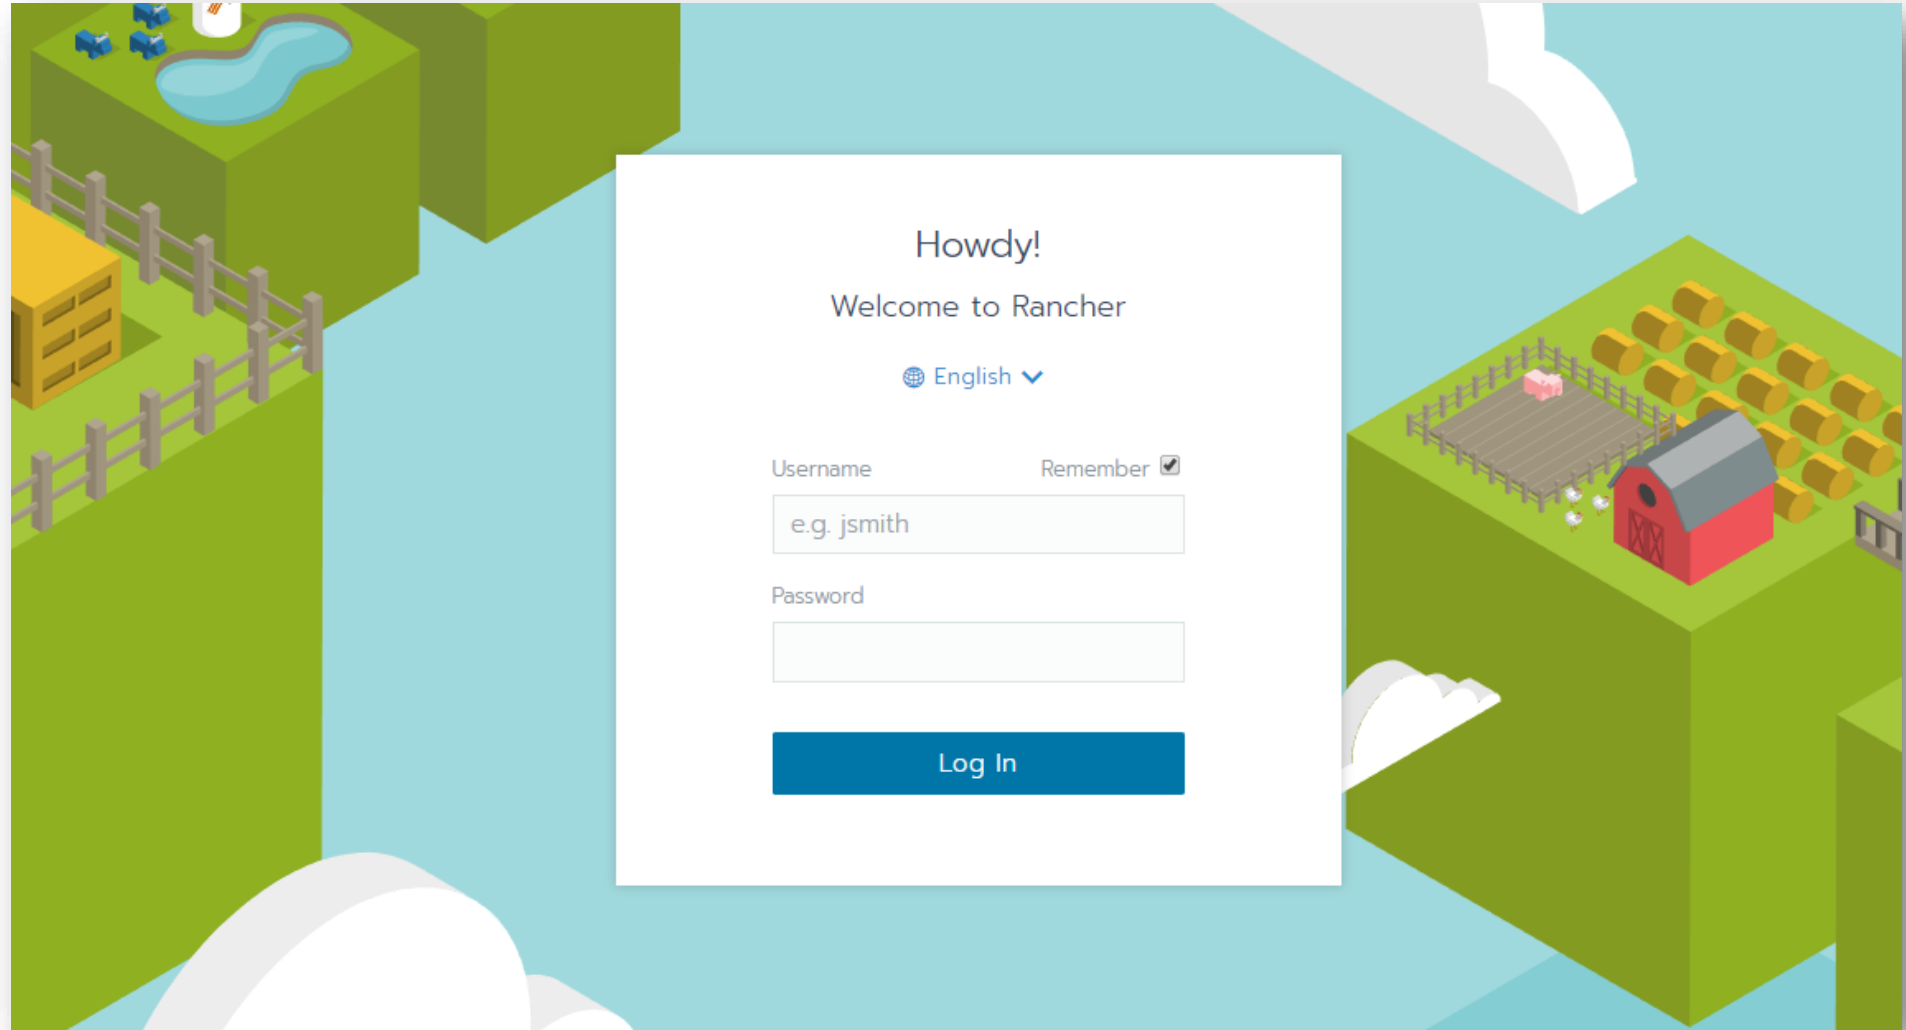 Howdy!
Welcome to Rancher
English
Username Remember
e.g. jsmith
Password
Log In